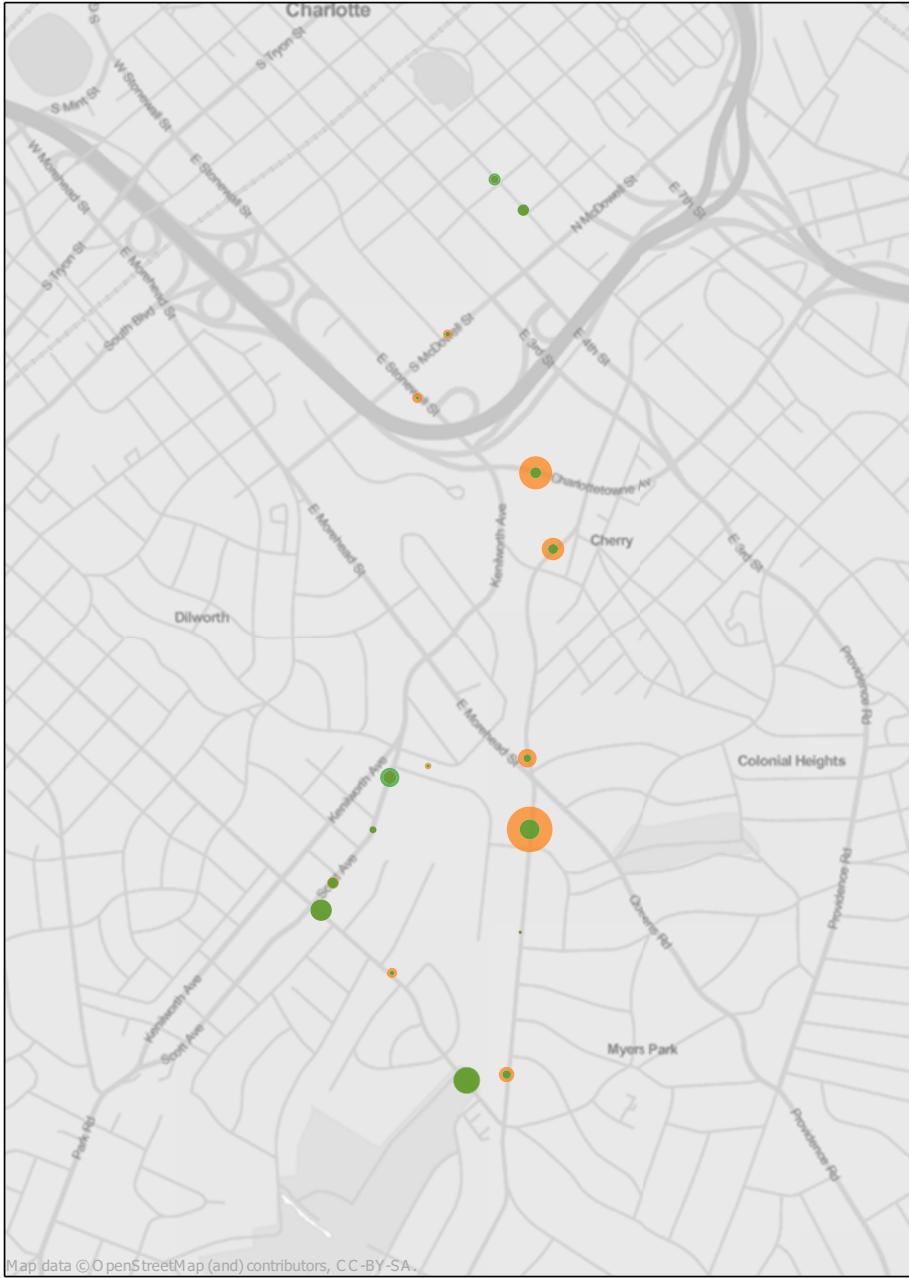 Charlotte
S G
S Tryon St
W Stonewall St
S Mint St
W Morehead St
E Stonewall St
E 7th St
N McDowell St
S Tryon St
E Morehead St
South Blvd
S McDowell St
E 3rd St
E 4th St
E Stonewall St
Charlottetowne Av
E Morehead St
Kenilworth Ave
Cherry
E 3rd St
Dilworth
Providence Rd
E Morehead St
Colonial Heights
Kenilworth Ave
Scott Ave
Providence Rd
Queens Rd
Kenilworth Ave
Scott Ave
Myers Park
Park Rd
Providence Rd
Map data © OpenStreetMap (and) contributors, CC-BY-SA.